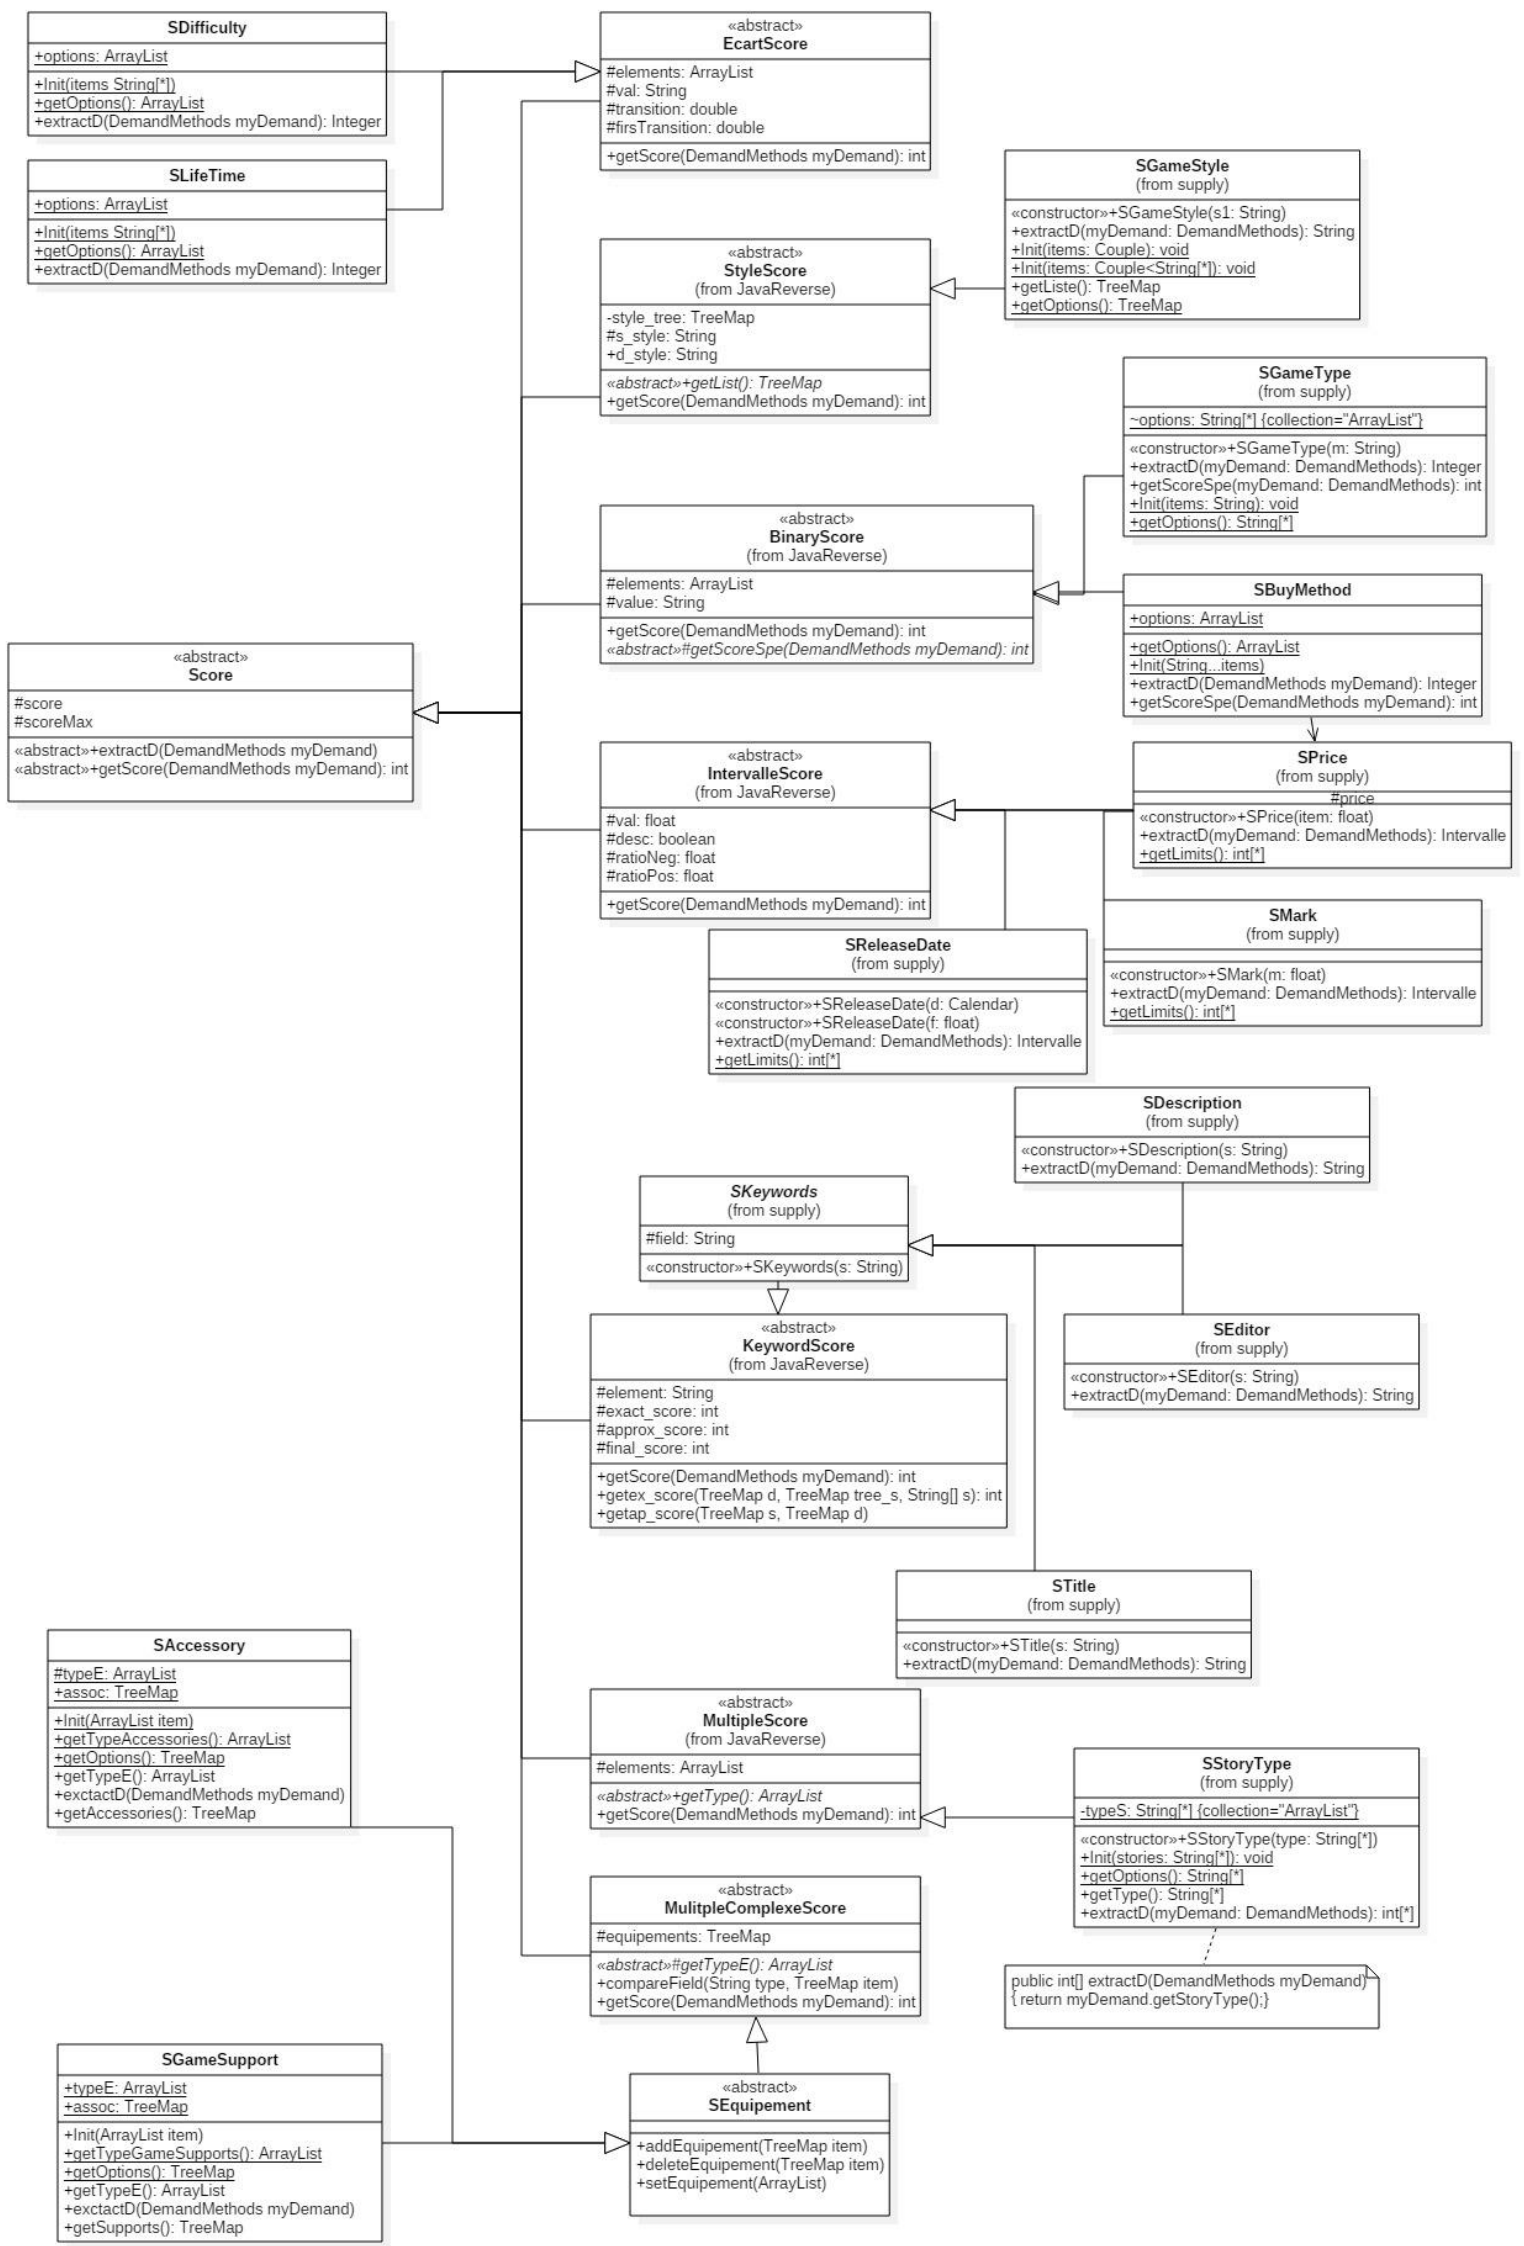 SDifficulty
+options: ArrayList
+Init(items String[*])
+getOptions(): ArrayList
+extractD(DemandMethods myDemand): Integer
SLifeTime
+options: ArrayList
+Init(items String[*])
+getOptions(): ArrayList
+extractD(DemandMethods myDemand): Integer
«abstract»
EcartScore
#elements: ArrayList
#val: String
#transition: double
#firsTransition: double
+getScore(DemandMethods myDemand): int
SGameStyle
(from supply)
«constructor»+SGameStyle(s1: String)
+extractD(myDemand: DemandMethods): String
+Init(items: Couple): void
+Init(items: Couple<String[*]): void
+getListe(): TreeMap
+getOptions(): TreeMap
«abstract»
StyleScore
(from JavaReverse)
-style_tree: TreeMap
#s_style: String
+d_style: String
«abstract»+getList(): TreeMap
+getScore(DemandMethods myDemand): int
SGameType
(from supply)
~options: String[*] {collection="ArrayList"}
«constructor»+SGameType(m: String)
+extractD(myDemand: DemandMethods): Integer
+getScoreSpe(myDemand: DemandMethods): int
+Init(items: String): void
+getOptions(): String[*]
«abstract»
BinaryScore
(from JavaReverse)
#elements: ArrayList
#value: String
+getScore(DemandMethods myDemand): int
«abstract»#getScoreSpe(DemandMethods myDemand): int
SBuyMethod
+options: ArrayList
+getOptions(): ArrayList
+Init(String...items)
+extractD(DemandMethods myDemand): Integer
+getScoreSpe(DemandMethods myDemand): int
«abstract»
Score
#score
#scoreMax
«abstract»+extractD(DemandMethods myDemand)
«abstract»+getScore(DemandMethods myDemand): int
«abstract»
IntervalleScore
(from JavaReverse)
#val: float
#desc: boolean
#ratioNeg: float
#ratioPos: float
+getScore(DemandMethods myDemand): int
SPrice
(from supply)
#price
«constructor»+SPrice(item: float)
+extractD(myDemand: DemandMethods): Intervalle
+getLimits(): int[*]
SMark
(from supply)
«constructor»+SMark(m: float)
+extractD(myDemand: DemandMethods): Intervalle
+getLimits(): int[*]
SReleaseDate
(from supply)
«constructor»+SReleaseDate(d: Calendar)
«constructor»+SReleaseDate(f: float)
+extractD(myDemand: DemandMethods): Intervalle
+getLimits(): int[*]
SDescription
(from supply)
«constructor»+SDescription(s: String)
+extractD(myDemand: DemandMethods): String
SKeywords
(from supply)
#field: String
«constructor»+SKeywords(s: String)
«abstract»
KeywordScore
(from JavaReverse)
#element: String
#exact_score: int
#approx_score: int
#final_score: int
+getScore(DemandMethods myDemand): int
+getex_score(TreeMap d, TreeMap tree_s, String[] s): int
+getap_score(TreeMap s, TreeMap d)
SEditor
(from supply)
«constructor»+SEditor(s: String)
+extractD(myDemand: DemandMethods): String
STitle
(from supply)
«constructor»+STitle(s: String)
+extractD(myDemand: DemandMethods): String
SAccessory
#typeE: ArrayList
+assoc: TreeMap
+Init(ArrayList item)
+getTypeAccessories(): ArrayList
+getOptions(): TreeMap
+getTypeE(): ArrayList
+exctactD(DemandMethods myDemand)
+getAccessories(): TreeMap
«abstract»
MultipleScore
(from JavaReverse)
#elements: ArrayList
«abstract»+getType(): ArrayList
+getScore(DemandMethods myDemand): int
SStoryType
(from supply)
-typeS: String[*] {collection="ArrayList"}
«constructor»+SStoryType(type: String[*])
+Init(stories: String[*]): void
+getOptions(): String[*]
+getType(): String[*]
+extractD(myDemand: DemandMethods): int[*]
«abstract»
MulitpleComplexeScore
#equipements: TreeMap
«abstract»#getTypeE(): ArrayList
+compareField(String type, TreeMap item)
+getScore(DemandMethods myDemand): int
public int[] extractD(DemandMethods myDemand)
{ return myDemand.getStoryType();}
SGameSupport
+typeE: ArrayList
+assoc: TreeMap
+Init(ArrayList item)
+getTypeGameSupports(): ArrayList
+getOptions(): TreeMap
+getTypeE(): ArrayList
+exctactD(DemandMethods myDemand)
+getSupports(): TreeMap
«abstract»
SEquipement
+addEquipement(TreeMap item)
+deleteEquipement(TreeMap item)
+setEquipement(ArrayList)